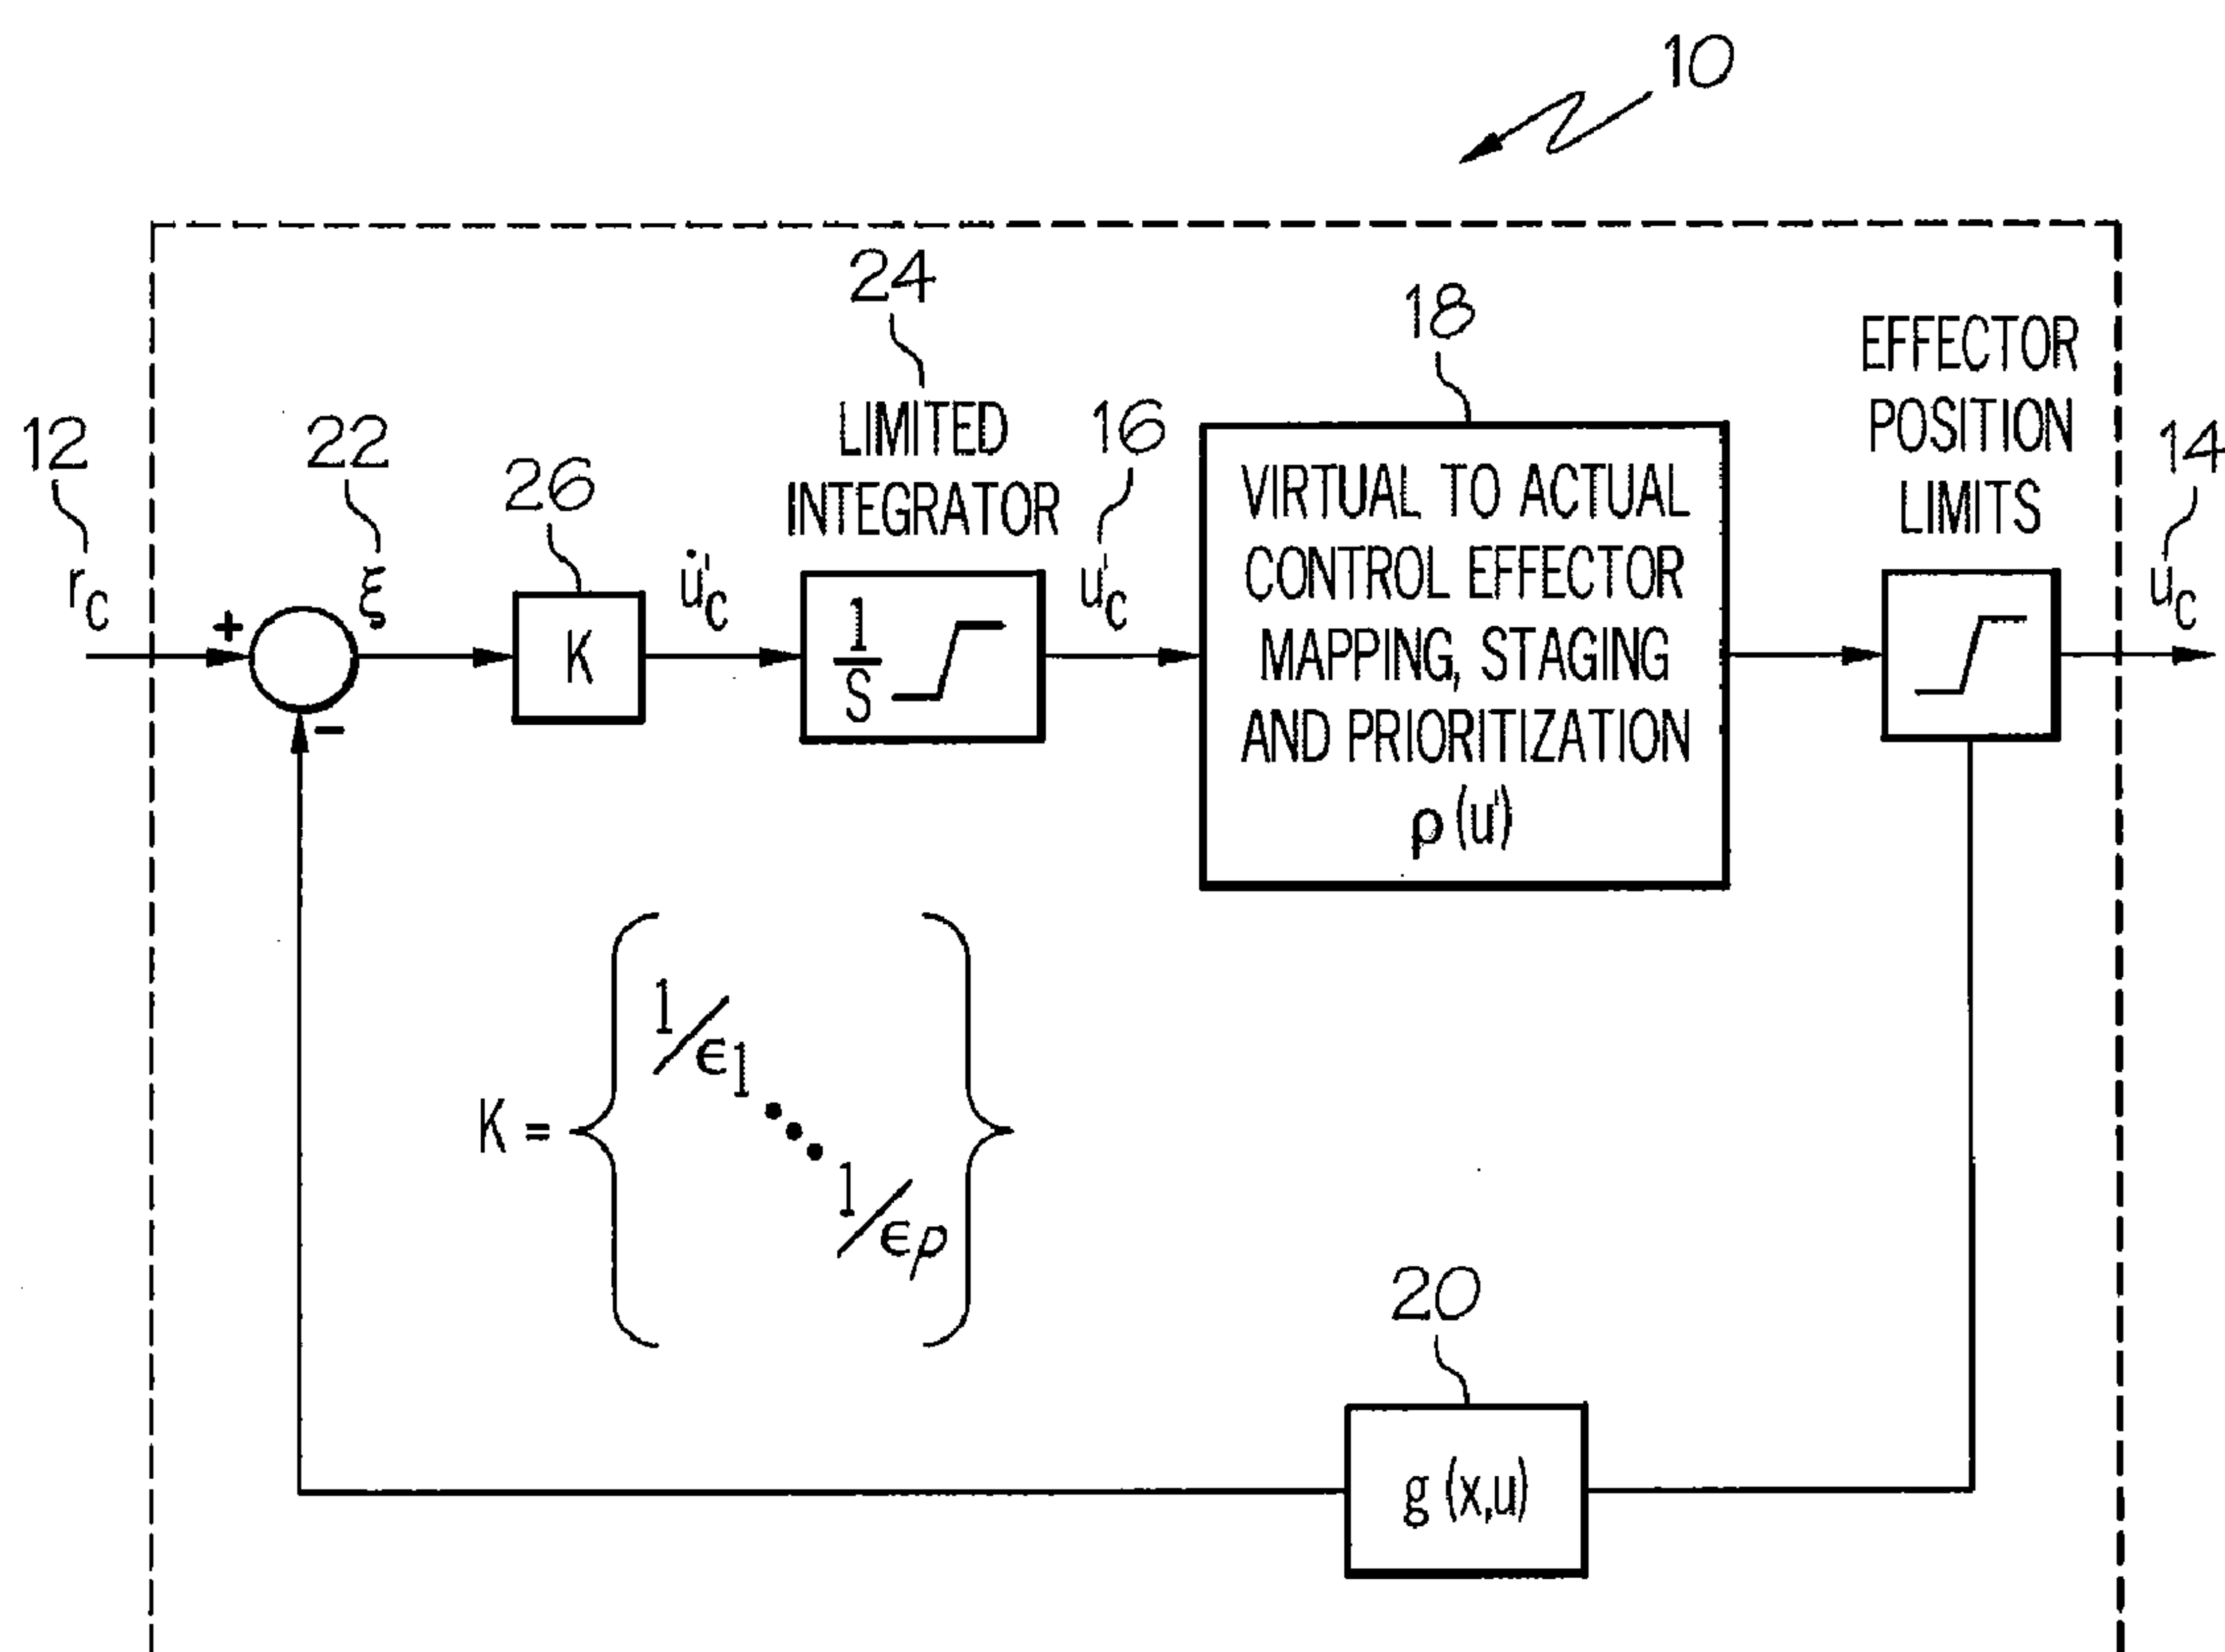 10
24
18
EFFECTOR
POSITION
LIMITS
12
22
26
LIMITED
INTEGRATOR
16
14
r_c
+
ξ
K
u̇'_c
1/S
u'_c
VIRTUAL TO ACTUAL
CONTROL EFFECTOR
MAPPING, STAGING
AND PRIORITIZATION
ρ(u')
u_c
−
K = { 1/ϵ_1 ••• 1/ϵ_p }
20
g (x,u)